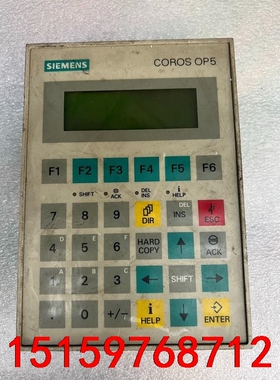 SIEMENS COROS OP5
F1 F2 F3 F4 F5 F6
SHIFT ACK DEL INS HELP
7 8 9 DIR DEL INS ESC
D 4 E 5 F 6 HARD COPY ACK
A 1 2 3 SHIFT
. 0 +/- i HELP ENTER
15159768712